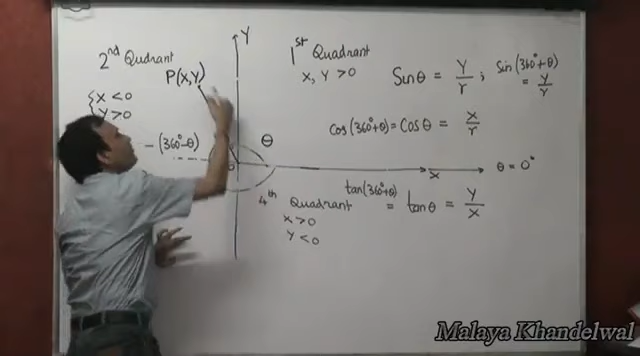 2nd Qudrant
P(X,Y)
{ X < 0
Y > 0
- (360° - θ)
Y
θ
1st Quadrant
X, Y > 0
Sinθ = Y/r ; Sin(360°+θ) = Y/r
Cos(360°+θ) = Cosθ = X/r
X
θ = 0°
4th Quadrant
X > 0
Y < 0
tan(360°+θ) = tanθ = Y/X
Malaya Khandelwal